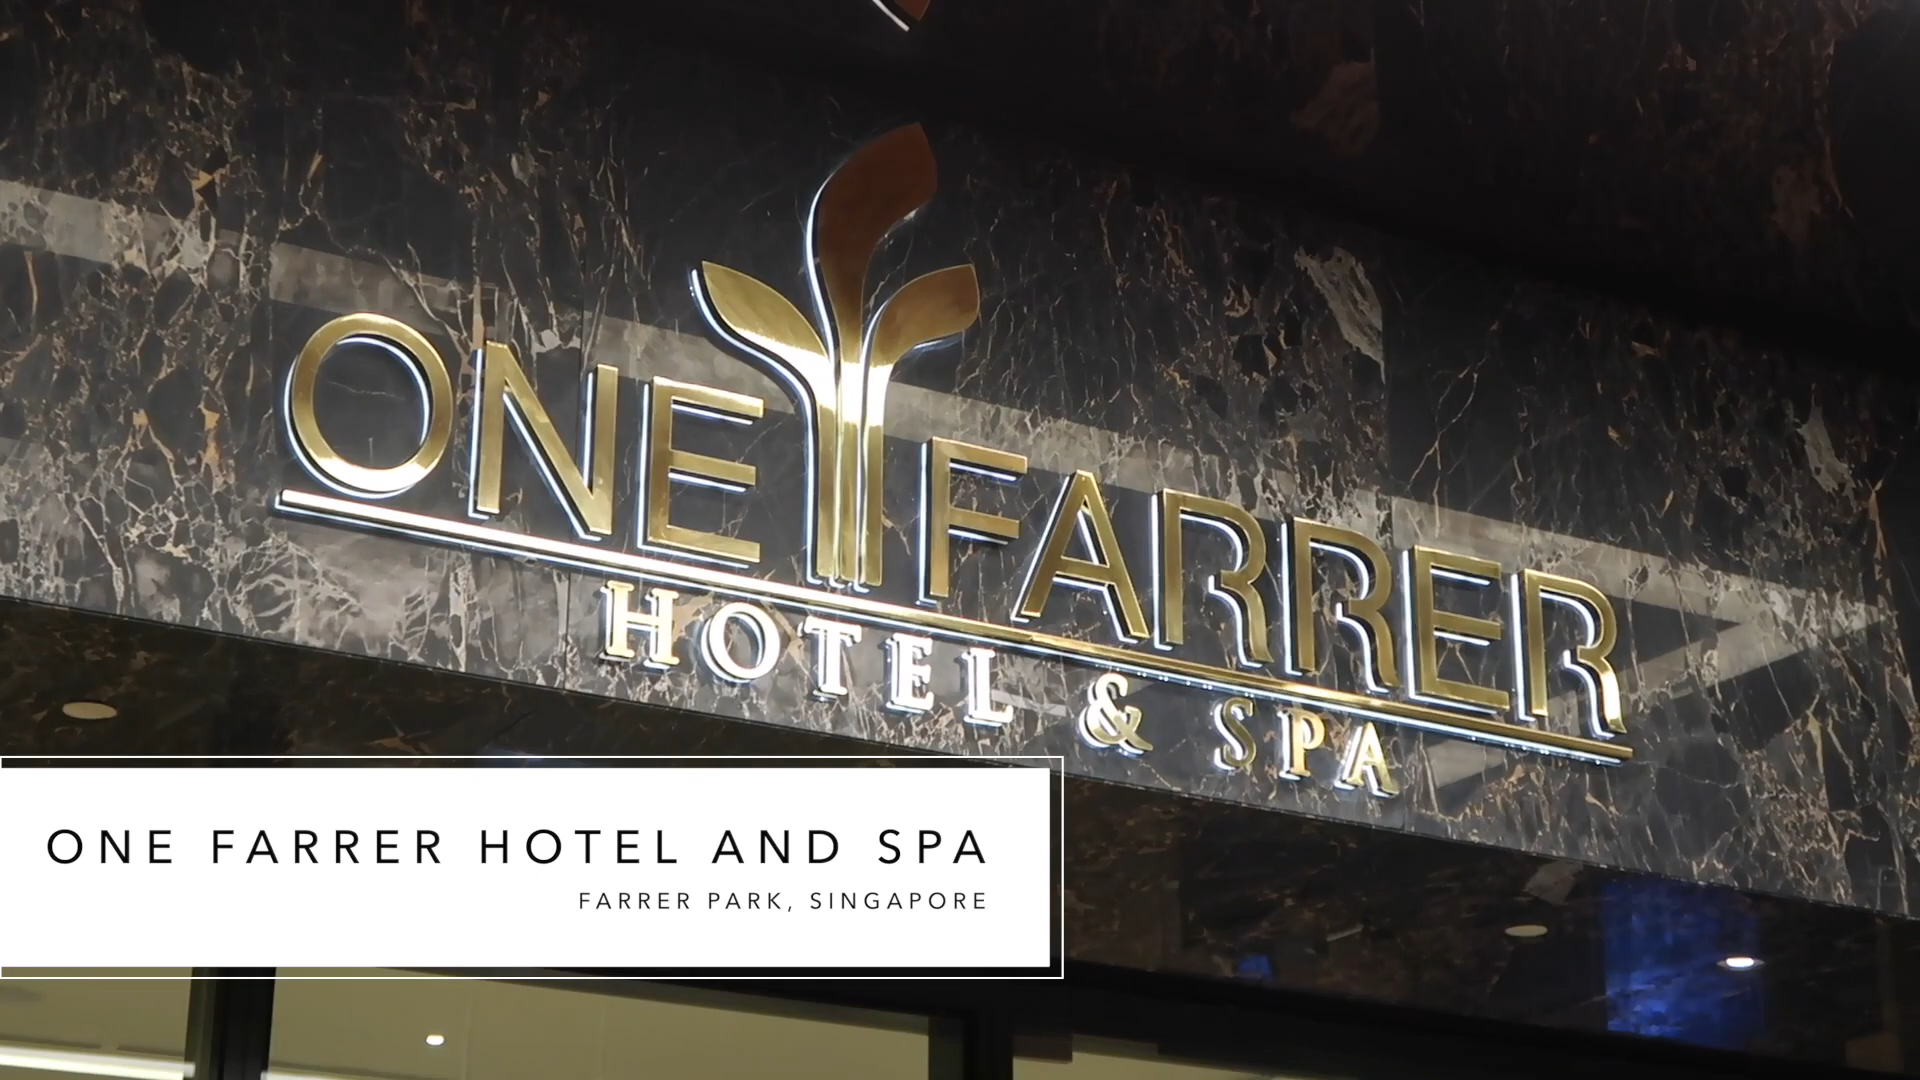 ONE FARRER
HOTEL & SPA
ONE FARRER HOTEL AND SPA
FARRER PARK, SINGAPORE